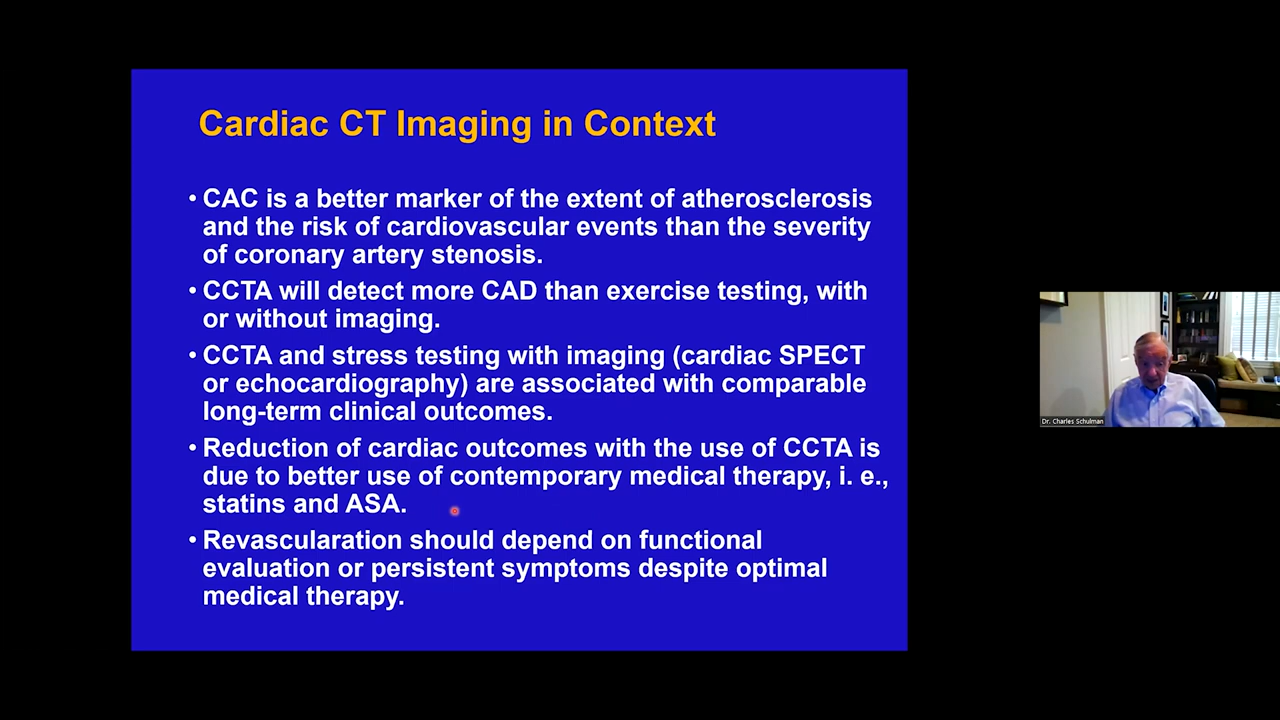 Cardiac CT Imaging in Context
• CAC is a better marker of the extent of atherosclerosis
and the risk of cardiovascular events than the severity
of coronary artery stenosis.
• CCTA will detect more CAD than exercise testing, with
or without imaging.
• CCTA and stress testing with imaging (cardiac SPECT
or echocardiography) are associated with comparable
long-term clinical outcomes.
• Reduction of cardiac outcomes with the use of CCTA is
due to better use of contemporary medical therapy, i. e.,
statins and ASA.
• Revascularation should depend on functional
evaluation or persistent symptoms despite optimal
medical therapy.
Dr. Charles Schulman